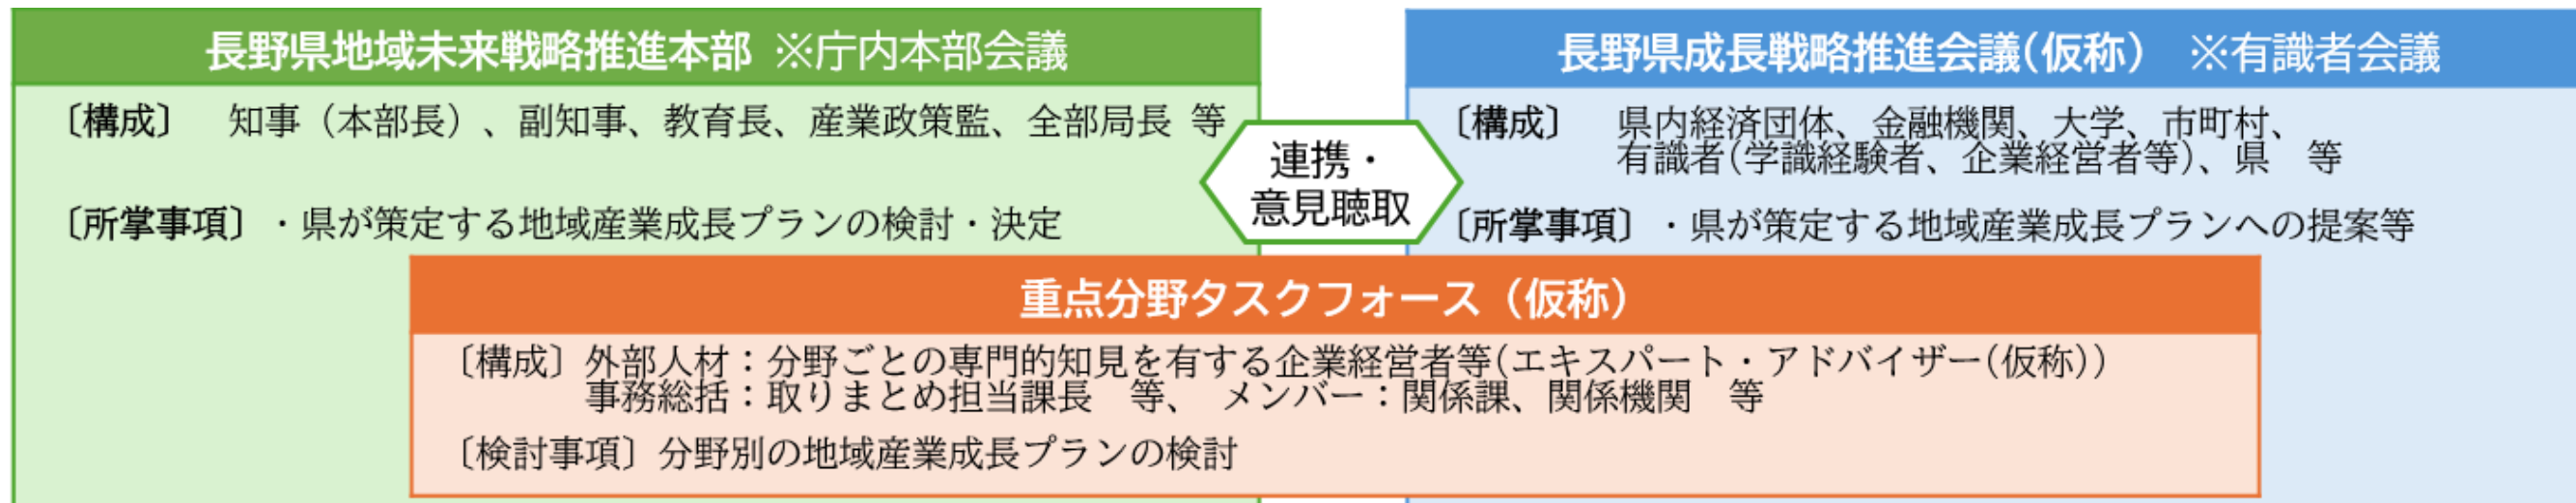 長野県地域未来戦略推進本部 ※庁内本部会議
〔構成〕 知事（本部長）、副知事、教育長、産業政策監、全部局長 等
〔所掌事項〕・県が策定する地域産業成長プランの検討・決定
連携・
意見聴取
長野県成長戦略推進会議(仮称) ※有識者会議
〔構成〕 県内経済団体、金融機関、大学、市町村、
有識者(学識経験者、企業経営者等)、県 等
〔所掌事項〕・県が策定する地域産業成長プランへの提案等
重点分野タスクフォース（仮称）
〔構成〕外部人材：分野ごとの専門的知見を有する企業経営者等(エキスパート・アドバイザー(仮称))
事務総括：取りまとめ担当課長 等、 メンバー：関係課、関係機関 等
〔検討事項〕分野別の地域産業成長プランの検討